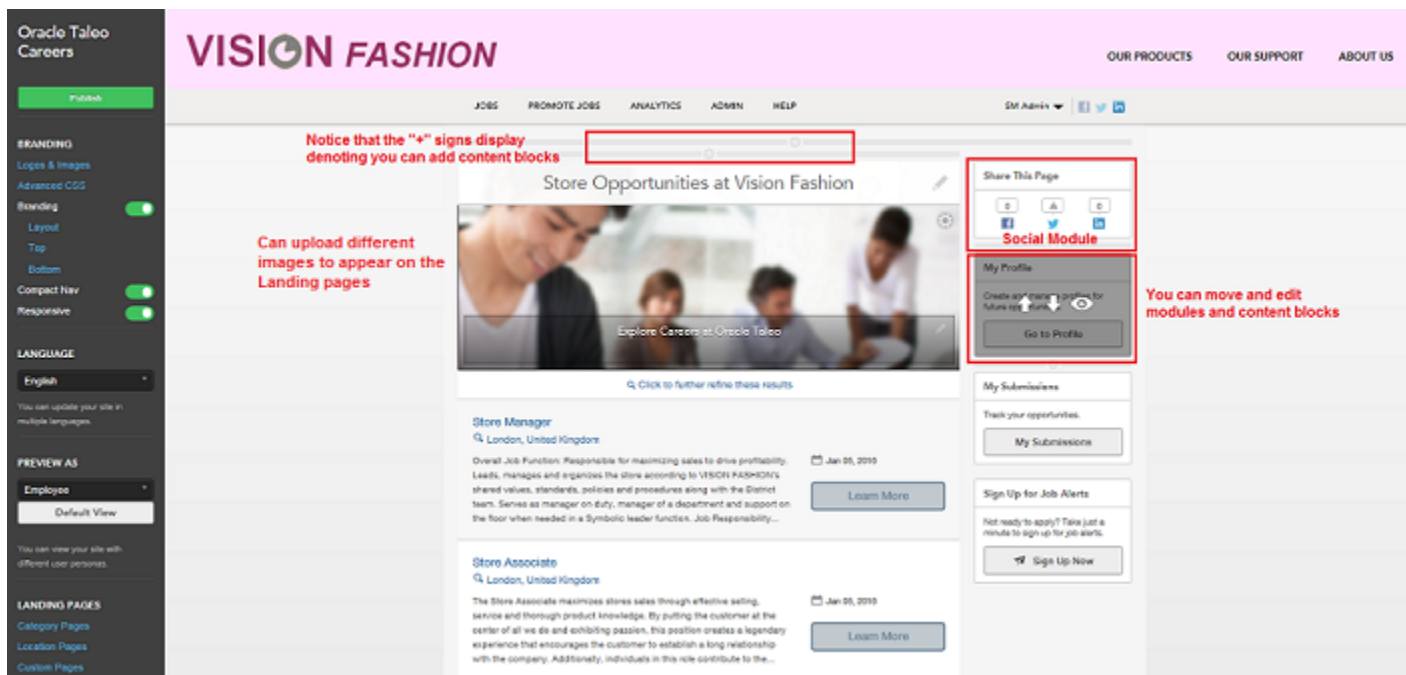 Oracle Taleo
Careers
Publish
BRANDING
Logos & Images
Advanced CSS
Branding
Layout
Top
Bottom
Compact Nav
Responsive
LANGUAGE
English
You can update your site in
multiple languages.
PREVIEW AS
Employee
Default View
You can view your site with
different user personas.
LANDING PAGES
Category Pages
Location Pages
Custom Pages
VISION FASHION
OUR PRODUCTS OUR SUPPORT ABOUT US
JOBS PROMOTE JOBS ANALYTICS ADMIN HELP
SM Admin
Notice that the "+" signs display
denoting you can add content blocks
Store Opportunities at Vision Fashion
Can upload different
images to appear on the
Landing pages
Explore Careers at Oracle Taleo
Click to further refine these results
Store Manager
London, United Kingdom
Overall Job Function: Responsible for maximizing sales to drive profitability.
Leads, manages and organizes the store according to VISION FASHION's
shared values, standards, policies and procedures along with the District
team. Serves as manager on duty, manager of a department and support on
the floor when needed in a Symbolic leader function. Job Responsibility...
Jan 05, 2016
Learn More
Store Associate
London, United Kingdom
The Store Associate maximizes stores sales through effective selling,
service and thorough product knowledge. By putting the customer at the
center of all we do and exhibiting passion, this position creates a legendary
experience that encourages the customer to establish a long relationship
with the company. Additionally, individuals in this role contribute to the...
Jan 05, 2016
Learn More
Share This Page
0 0
Social Module
My Profile
Create and manage profiles for
future opportunities.
Go to Profile
You can move and edit
modules and content blocks
My Submissions
Track your opportunities.
My Submissions
Sign Up for Job Alerts
Not ready to apply? Take just a
minute to sign up for job alerts.
Sign Up Now